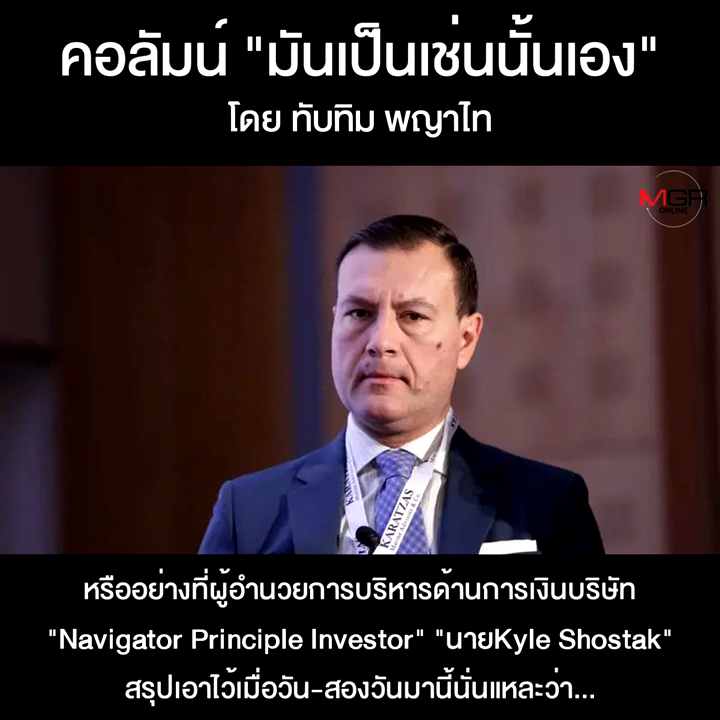 คอลัมน์ "มันเป็นเช่นนั้นเอง"
โดย ทับทิม พญาไท
MGR
ONLINE
KARATZAS
Marine Advisors & Co
หรืออย่างที่ผู้อำนวยการบริหารด้านการเงินบริษัท
"Navigator Principle Investor" "นายKyle Shostak"
สรุปเอาไว้เมื่อวัน-สองวันมานี้นั่นแหละว่า...